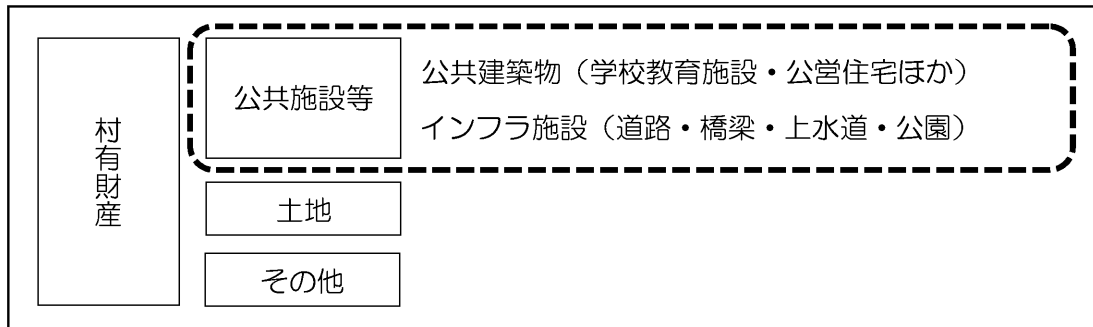 村有財産
公共施設等
公共建築物（学校教育施設・公営住宅ほか）
インフラ施設（道路・橋梁・上水道・公園）
土地
その他